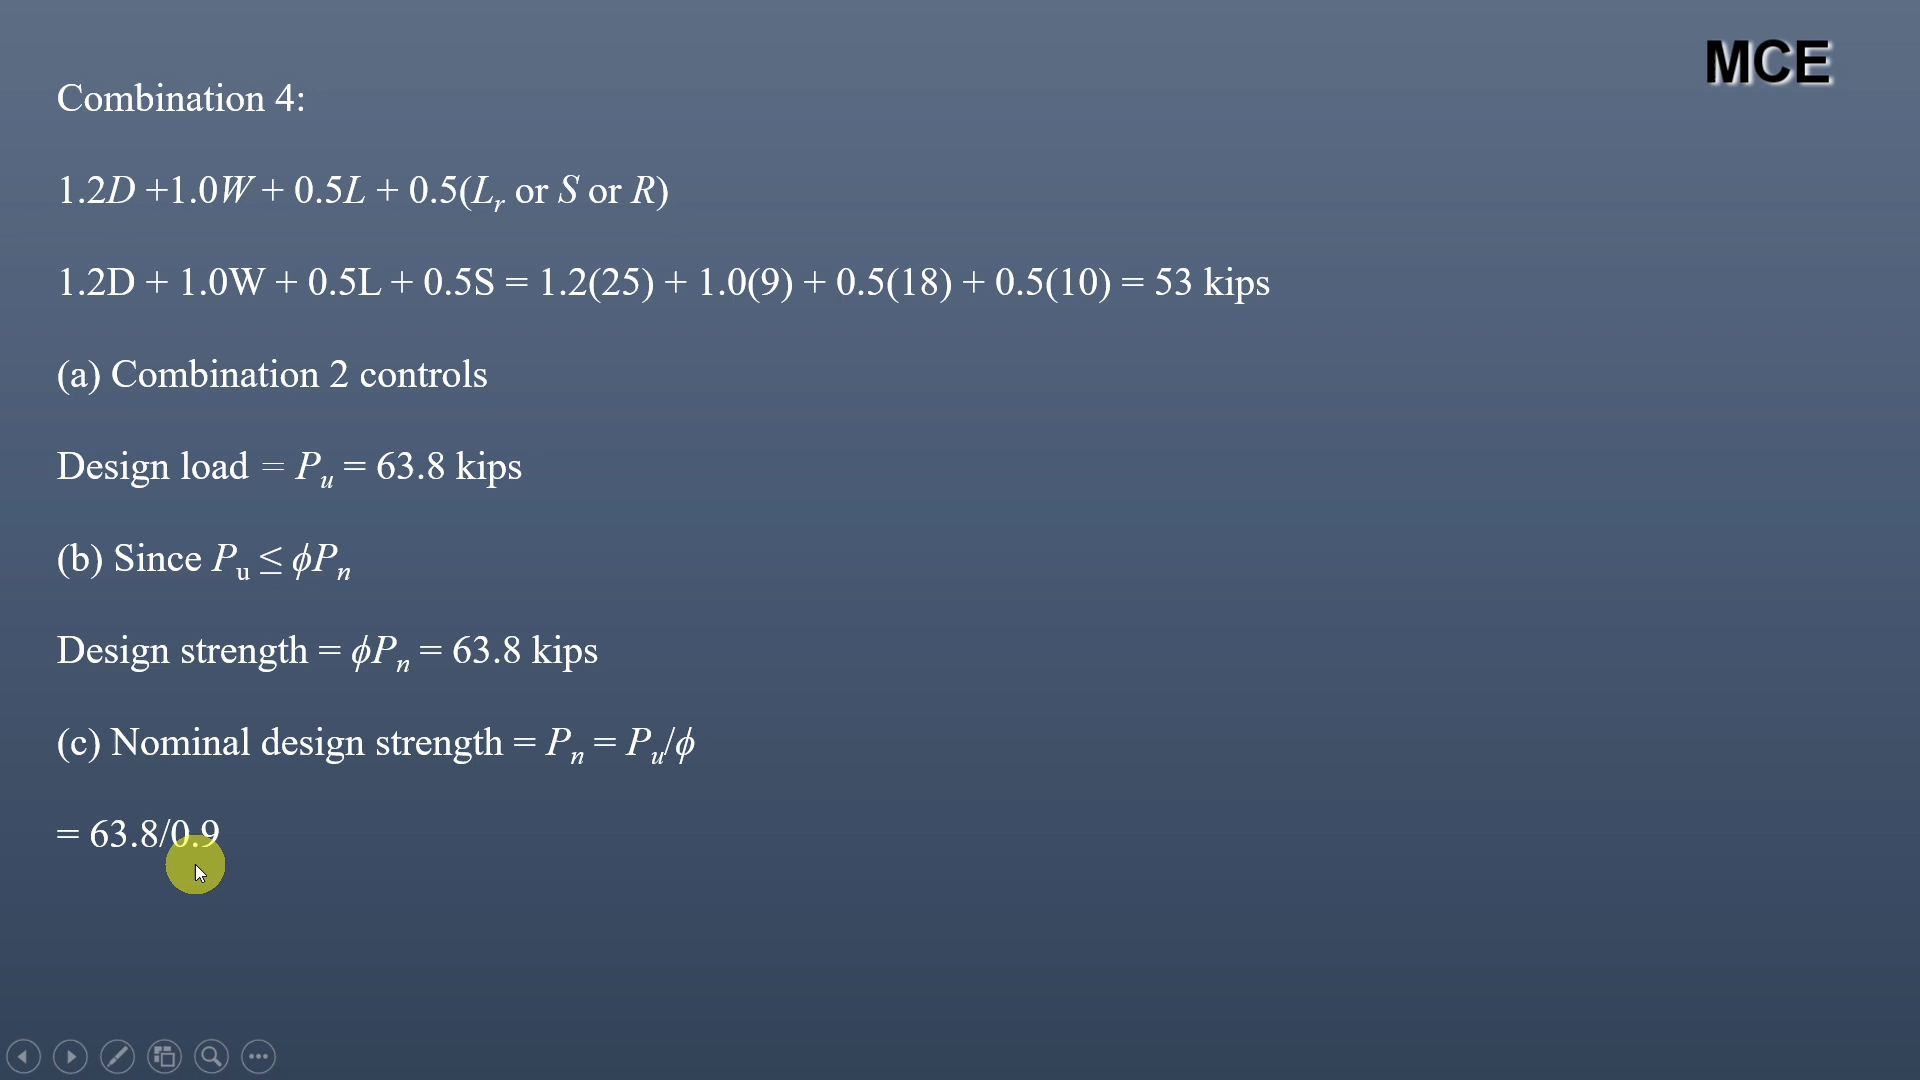 MCE
Combination 4:
1.2D +1.0W + 0.5L + 0.5(Lᵣ or S or R)
1.2D + 1.0W + 0.5L + 0.5S = 1.2(25) + 1.0(9) + 0.5(18) + 0.5(10) = 53 kips
(a) Combination 2 controls
Design load = Pᵤ = 63.8 kips
(b) Since Pᵤ ≤ ϕPₙ
Design strength = ϕPₙ = 63.8 kips
(c) Nominal design strength = Pₙ = Pᵤ/ϕ
= 63.8/0.9